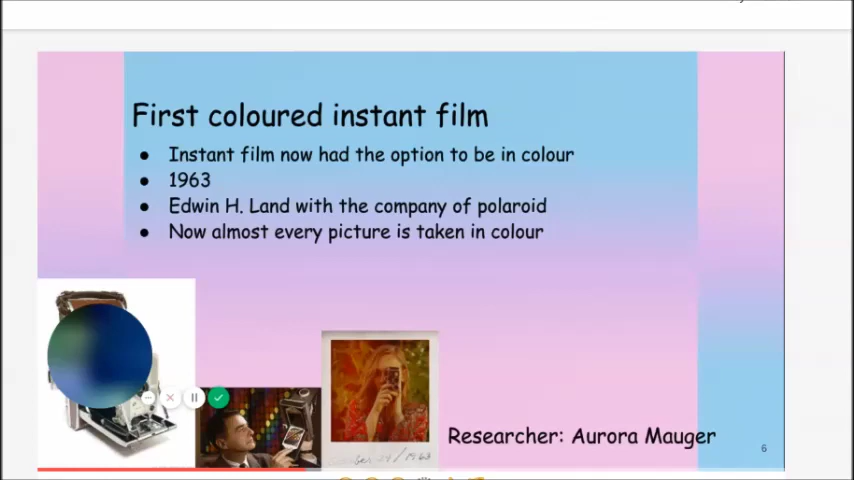 First coloured instant film
● Instant film now had the option to be in colour
● 1963
● Edwin H. Land with the company of polaroid
● Now almost every picture is taken in colour
/1963
Researcher: Aurora Mauger
6